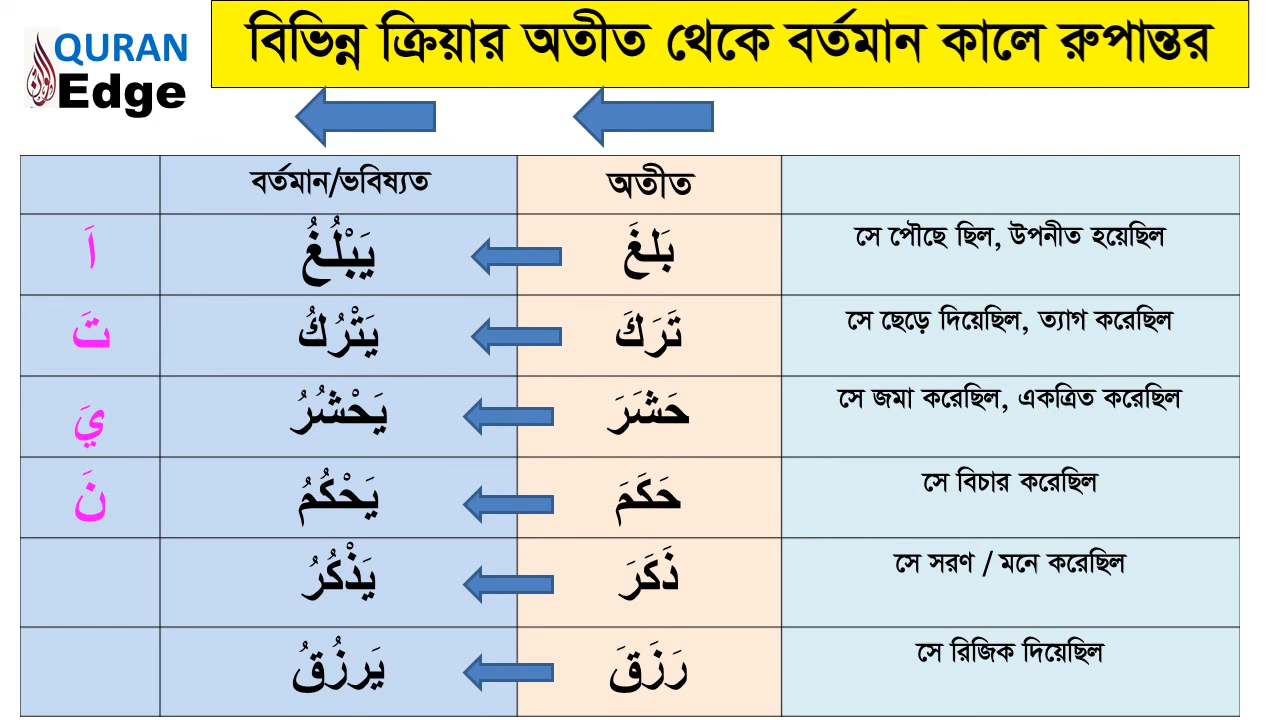 QURAN
Edge
বিভিন্ন ক্রিয়ার অতীত থেকে বর্তমান কালে রুপান্তর
বর্তমান/ভবিষ্যত
অতীত
اَ
يَبْلُغُ
بَلغَ
সে পৌছে ছিল, উপনীত হয়েছিল
تَ
يَتْرُكُ
تَرَكَ
সে ছেড়ে দিয়েছিল, ত্যাগ করেছিল
يَ
يَحْشُرُ
حَشَرَ
সে জমা করেছিল, একত্রিত করেছিল
نَ
يَحْكُمُ
حَكَمَ
সে বিচার করেছিল
يَذْكُرُ
ذَكَرَ
সে সরণ / মনে করেছিল
يَرزُقُ
رَزَقَ
সে রিজিক দিয়েছিল